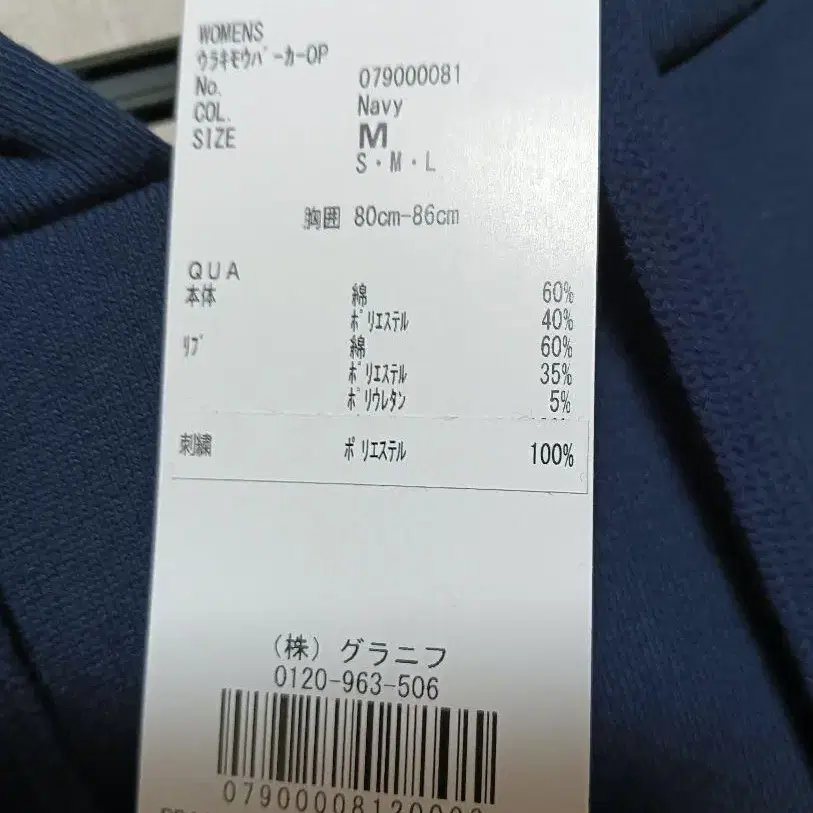 WOMENS
ウラキモウパーカーOP
No. 079000081
COL. Navy
SIZE M
S・M・L
胸囲 80cm-86cm
QUA
本体 綿 60%
ポリエステル 40%
リブ 綿 60%
ポリエステル 35%
ポリウレタン 5%
刺繍 ポリエステル 100%
(株)グラニフ
0120-963-506